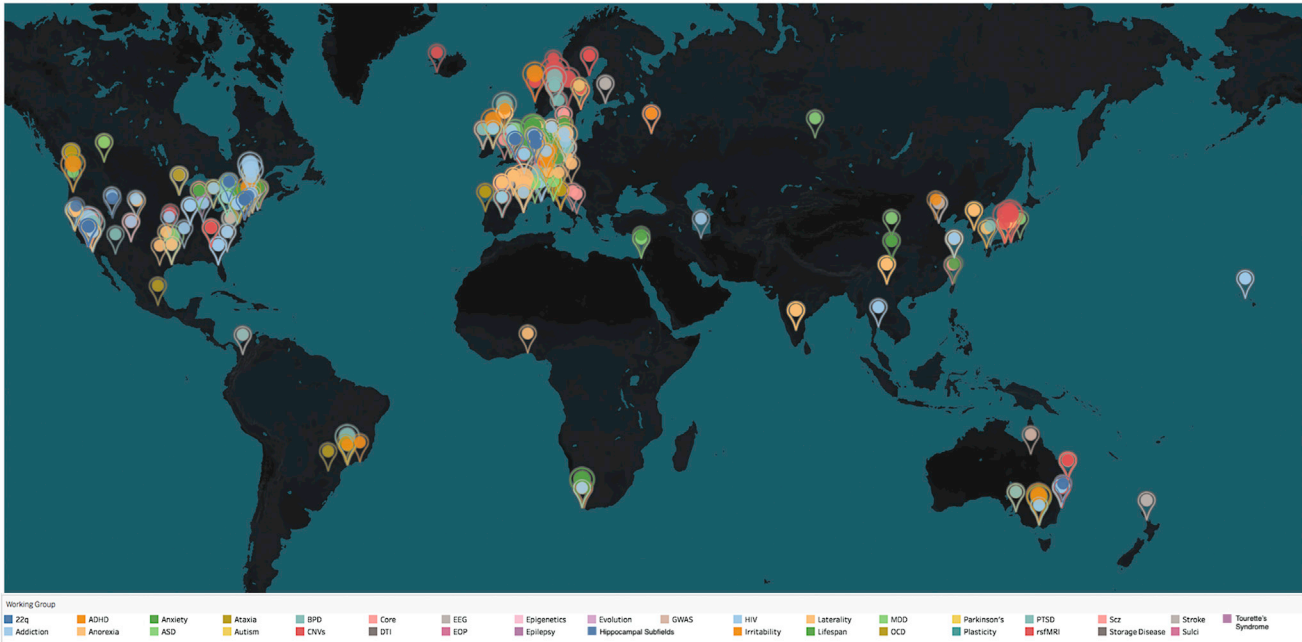 Working Group
22q ADHD Anxiety Ataxia BPD Core EEG Epigenetics Evolution GWAS HIV Laterality MDD Parkinson's PTSD Scz Stroke Tourette's Syndrome
Addiction Anorexia ASD Autism CNVs DTI EOP Epilepsy Hippocampal Subfields Irritability Lifespan OCD Plasticity rsfMRI Storage Disease Sulci